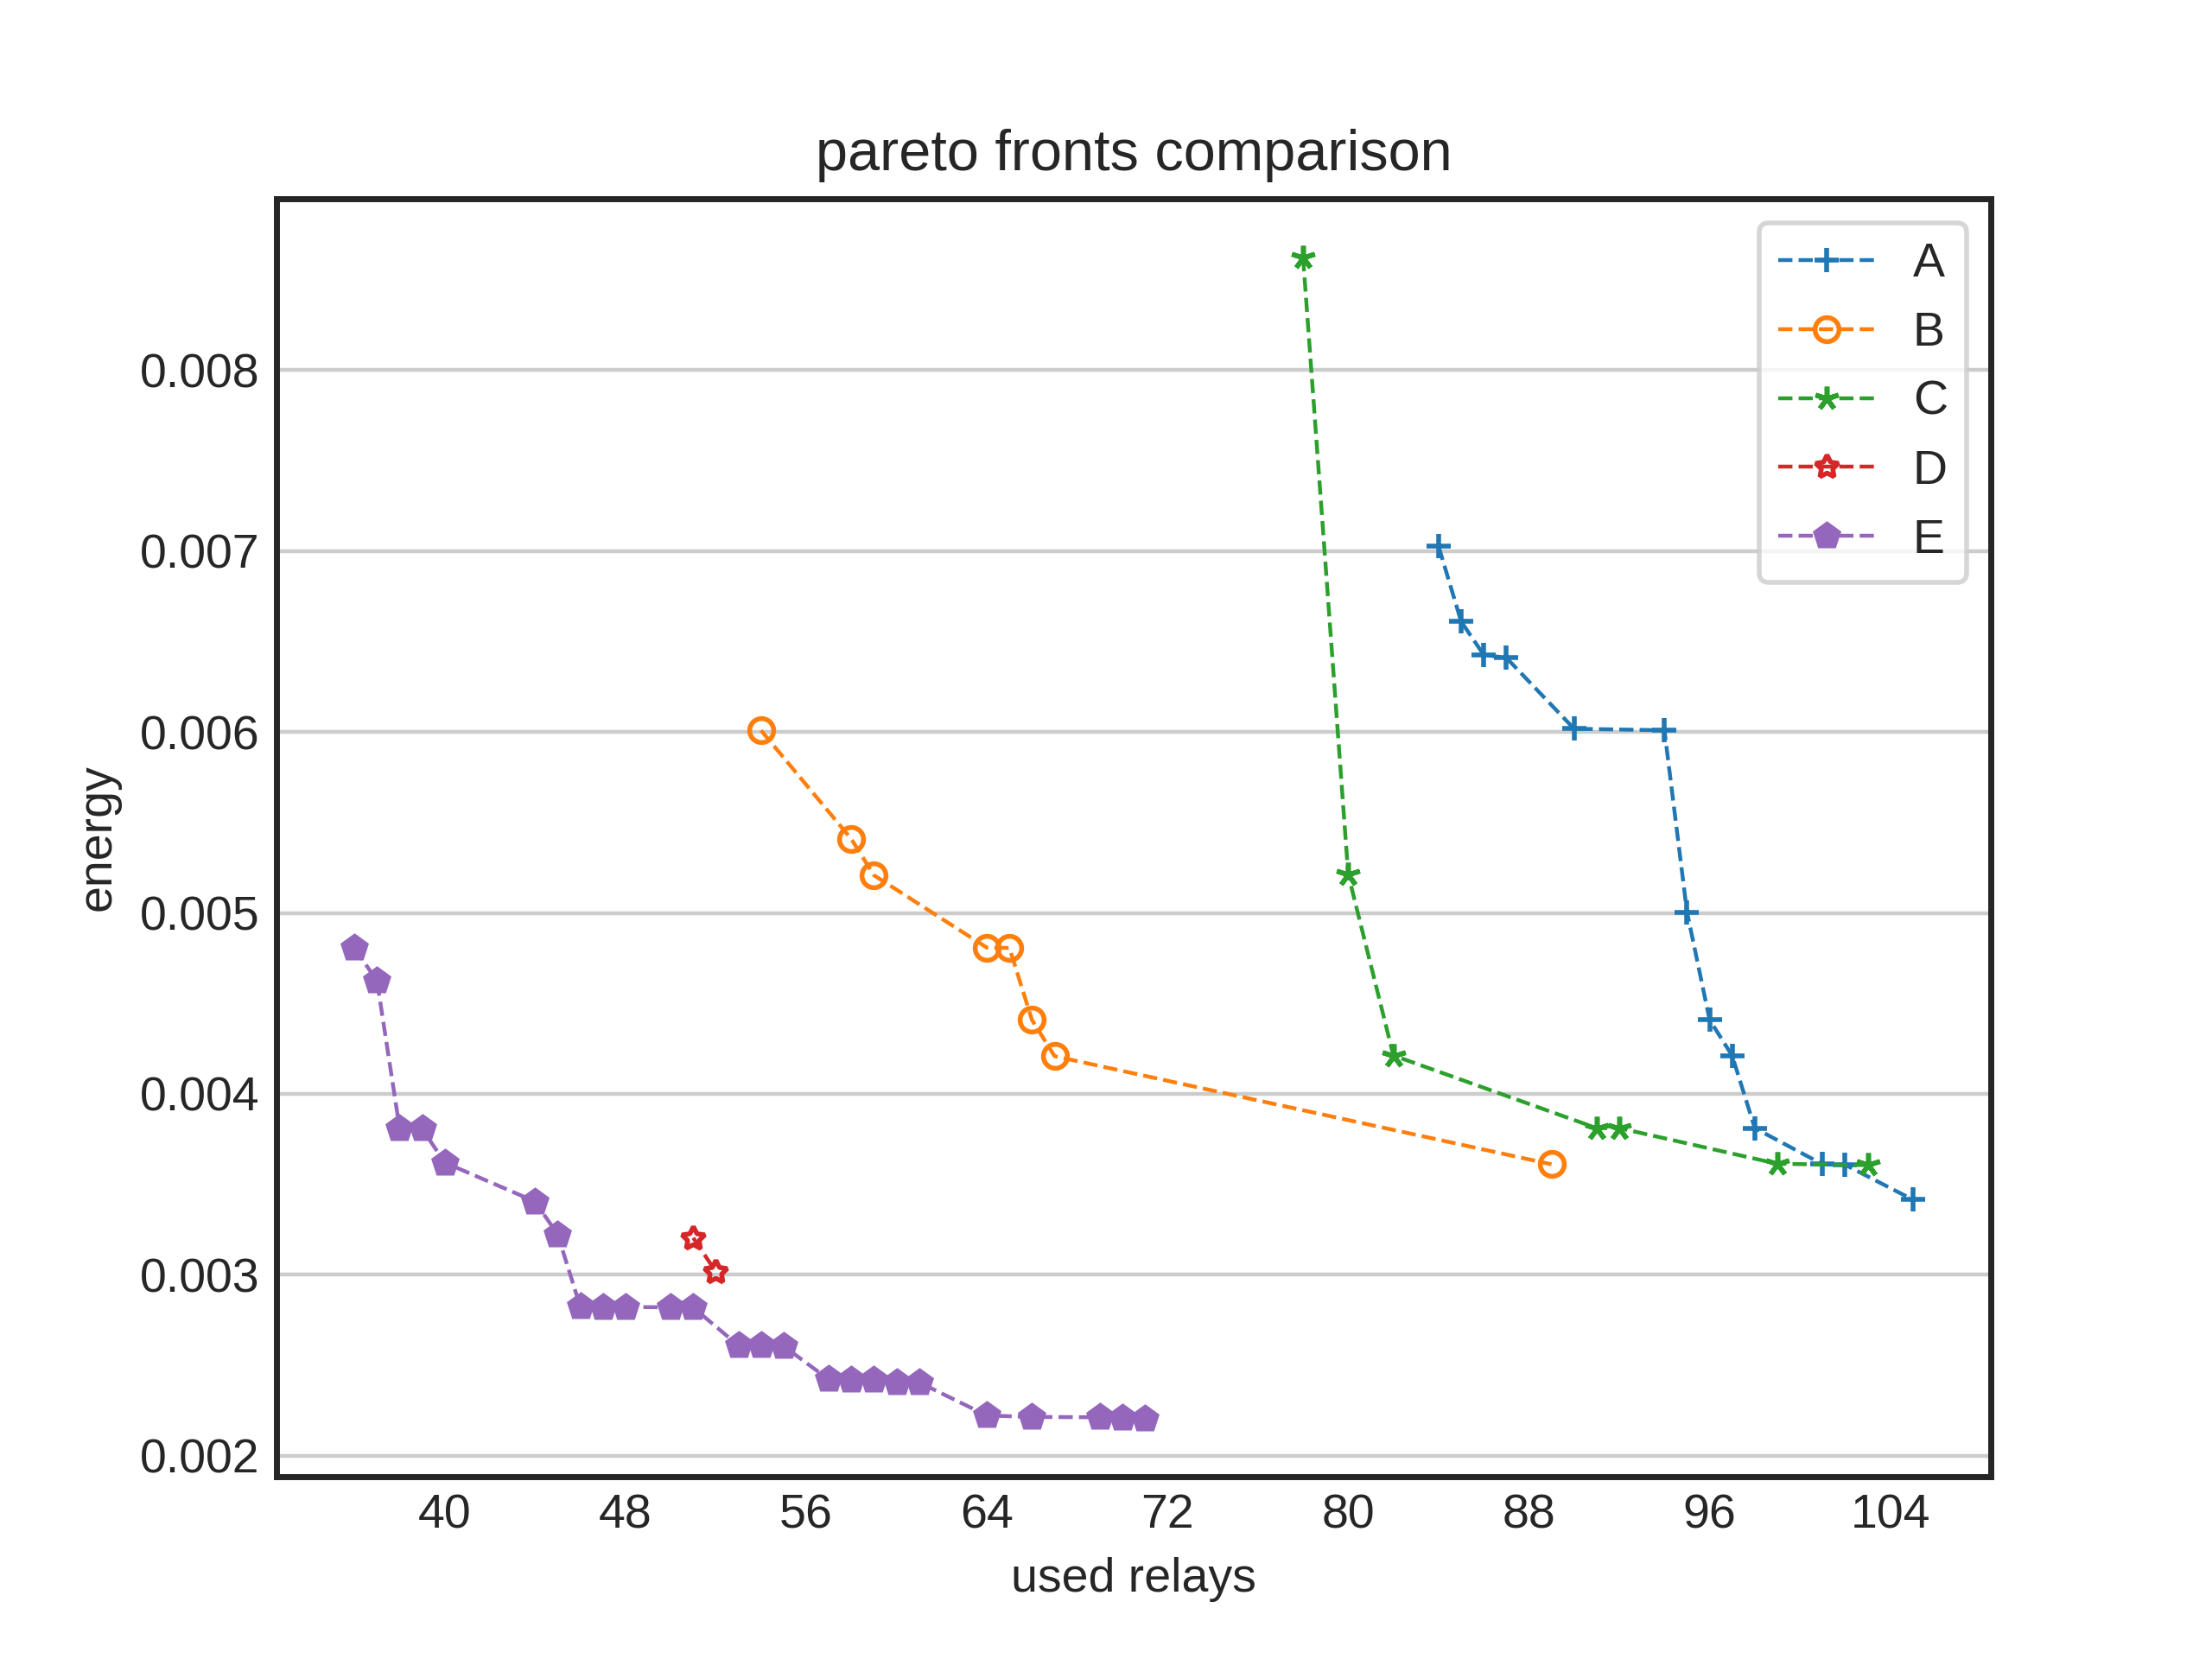 pareto fronts comparison
A
B
C
D
E
0.008
0.007
0.006
0.005
0.004
0.003
0.002
energy
40 48 56 64 72 80 88 96 104
used relays